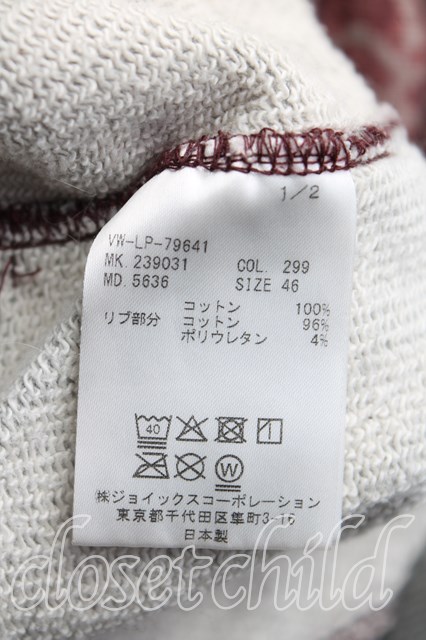 1/2
VW-LP-79641
MK. 239031 COL. 299
MD. 5636 SIZE 46
コットン 100%
リブ部分 コットン 96%
ポリウレタン 4%
40
W
㈱ジョイックスコーポレーション
東京都千代田区隼町3-16
日本製
closetchild